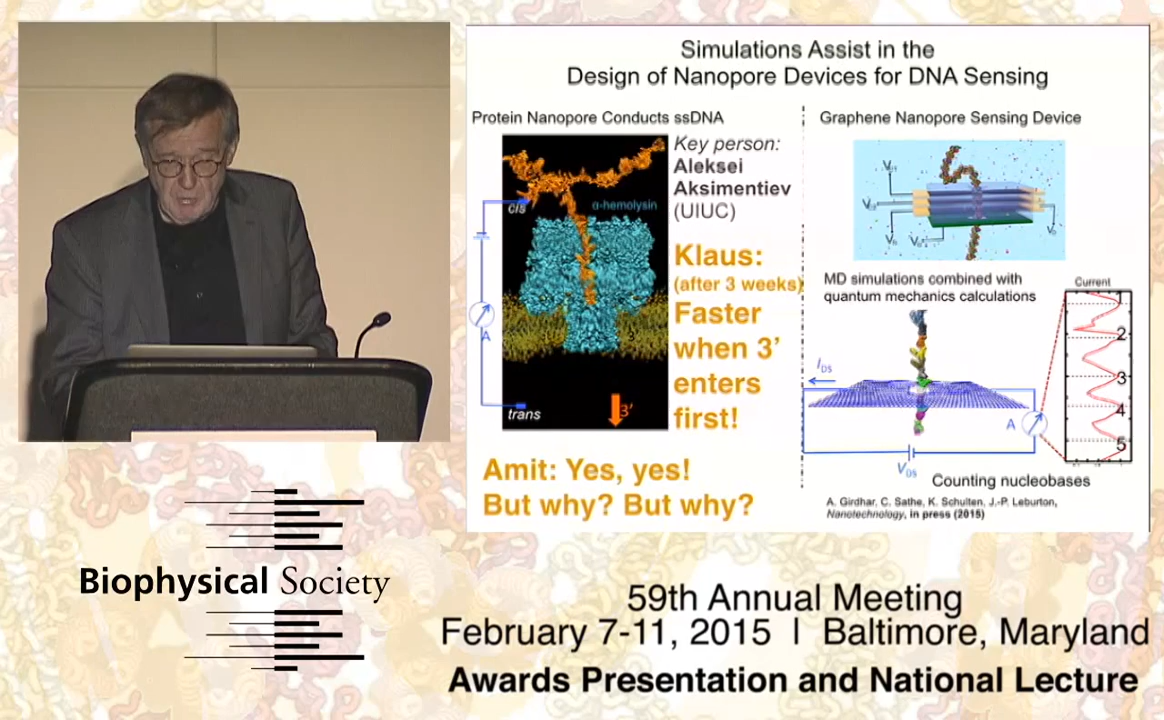 Simulations Assist in the
Design of Nanopore Devices for DNA Sensing
Protein Nanopore Conducts ssDNA
Key person:
Aleksei
Aksimentiev
(UIUC)
cis
α-hemolysin
A
trans
3'
Klaus:
(after 3 weeks)
Faster
when 3'
enters
first!
Amit: Yes, yes!
But why? But why?
Graphene Nanopore Sensing Device
MD simulations combined with
quantum mechanics calculations
Current
1
2
3
4
5
IDS
A
VDS
Counting nucleobases
A. Girdhar, C. Sathe, K. Schulten, J.-P. Leburton,
Nanotechnology, in press (2015)
Biophysical Society
59th Annual Meeting
February 7-11, 2015 | Baltimore, Maryland
Awards Presentation and National Lecture